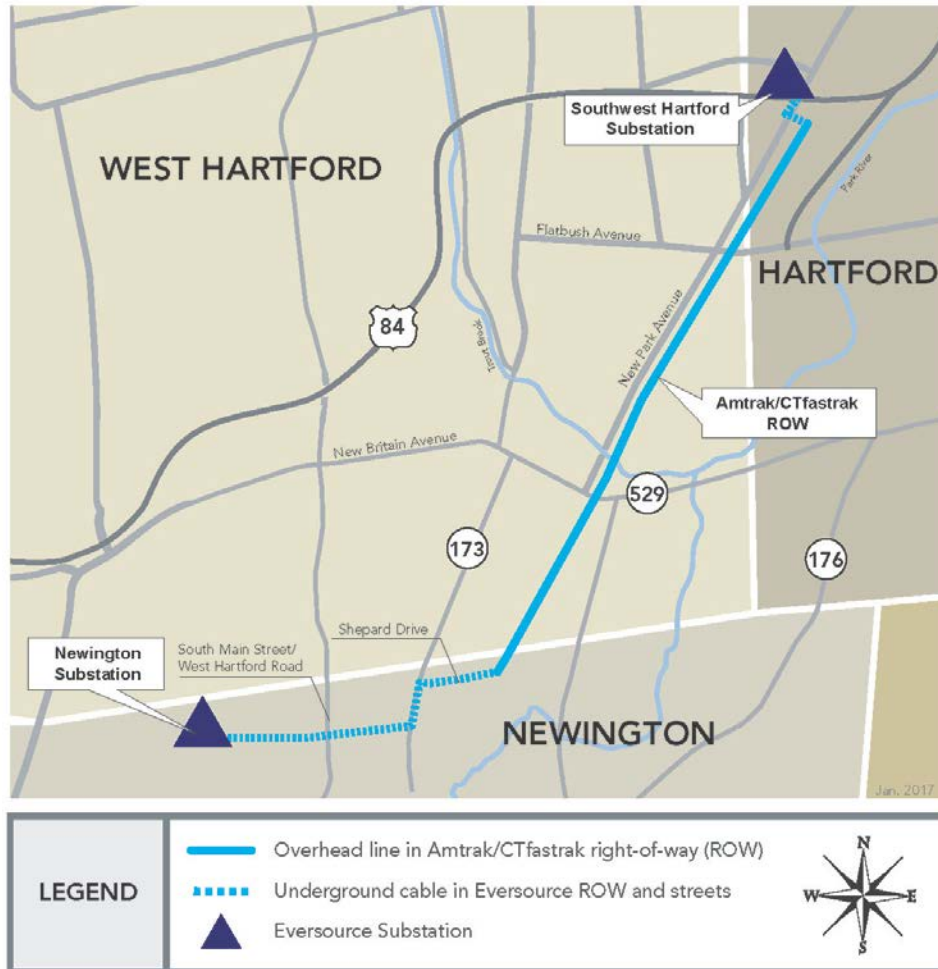 Southwest Hartford
Substation
WEST HARTFORD
Park River
Flatbush Avenue
HARTFORD
84
Trout Brook
New Park Avenue
Amtrak/CTfastrak
ROW
New Britain Avenue
529
173
176
Shepard Drive
Newington
Substation
South Main Street/
West Hartford Road
NEWINGTON
Jan. 2017
LEGEND
Overhead line in Amtrak/CTfastrak right-of-way (ROW)
Underground cable in Eversource ROW and streets
Eversource Substation
N
W
E
S